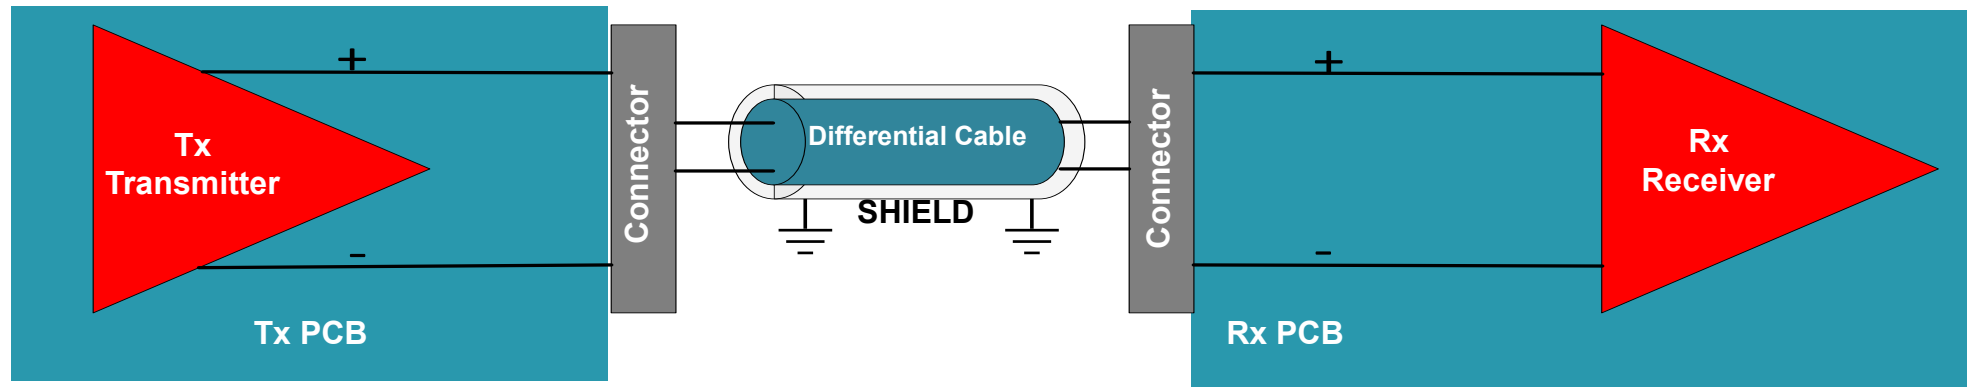 +
Tx
Transmitter
-
Tx PCB
Connector
Differential Cable
SHIELD
Connector
+
Rx
Receiver
-
Rx PCB